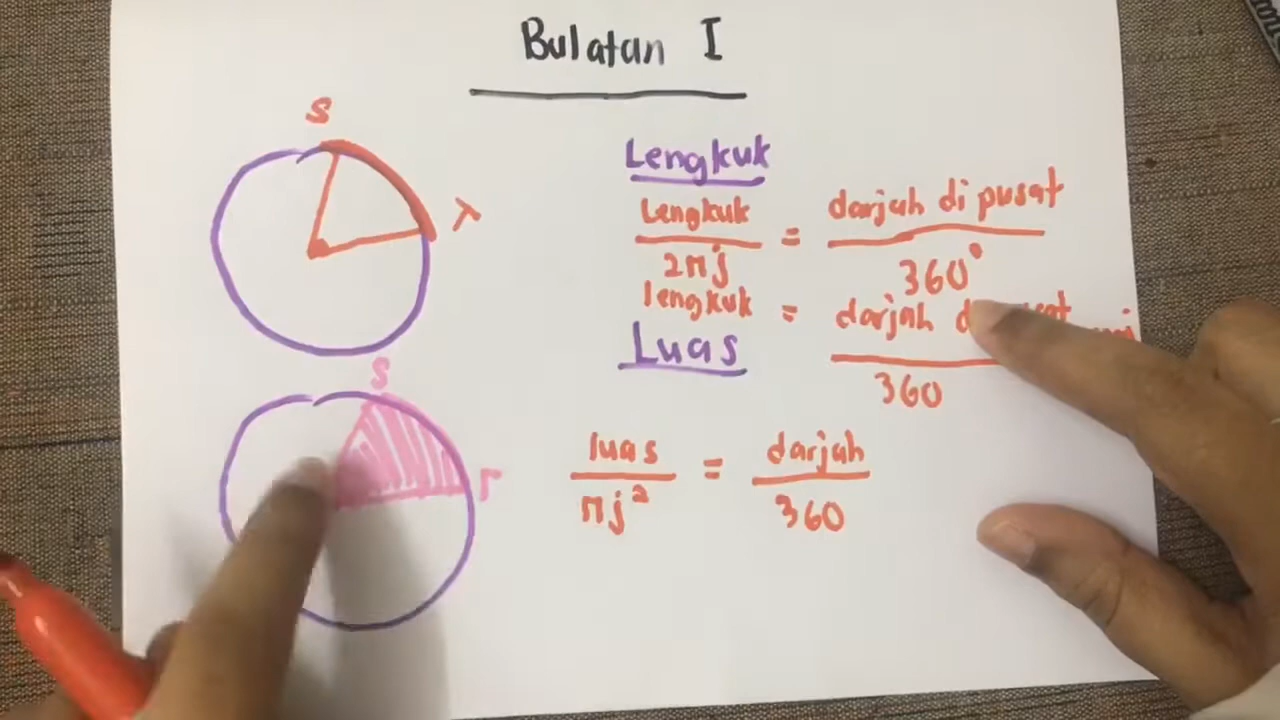 Bulatan I
S
r
Lengkuk
Lengkuk / 2πj = darjah di pusat / 360°
lengkuk = darjah / 360
Luas
S
r
luas / πj² = darjah / 360